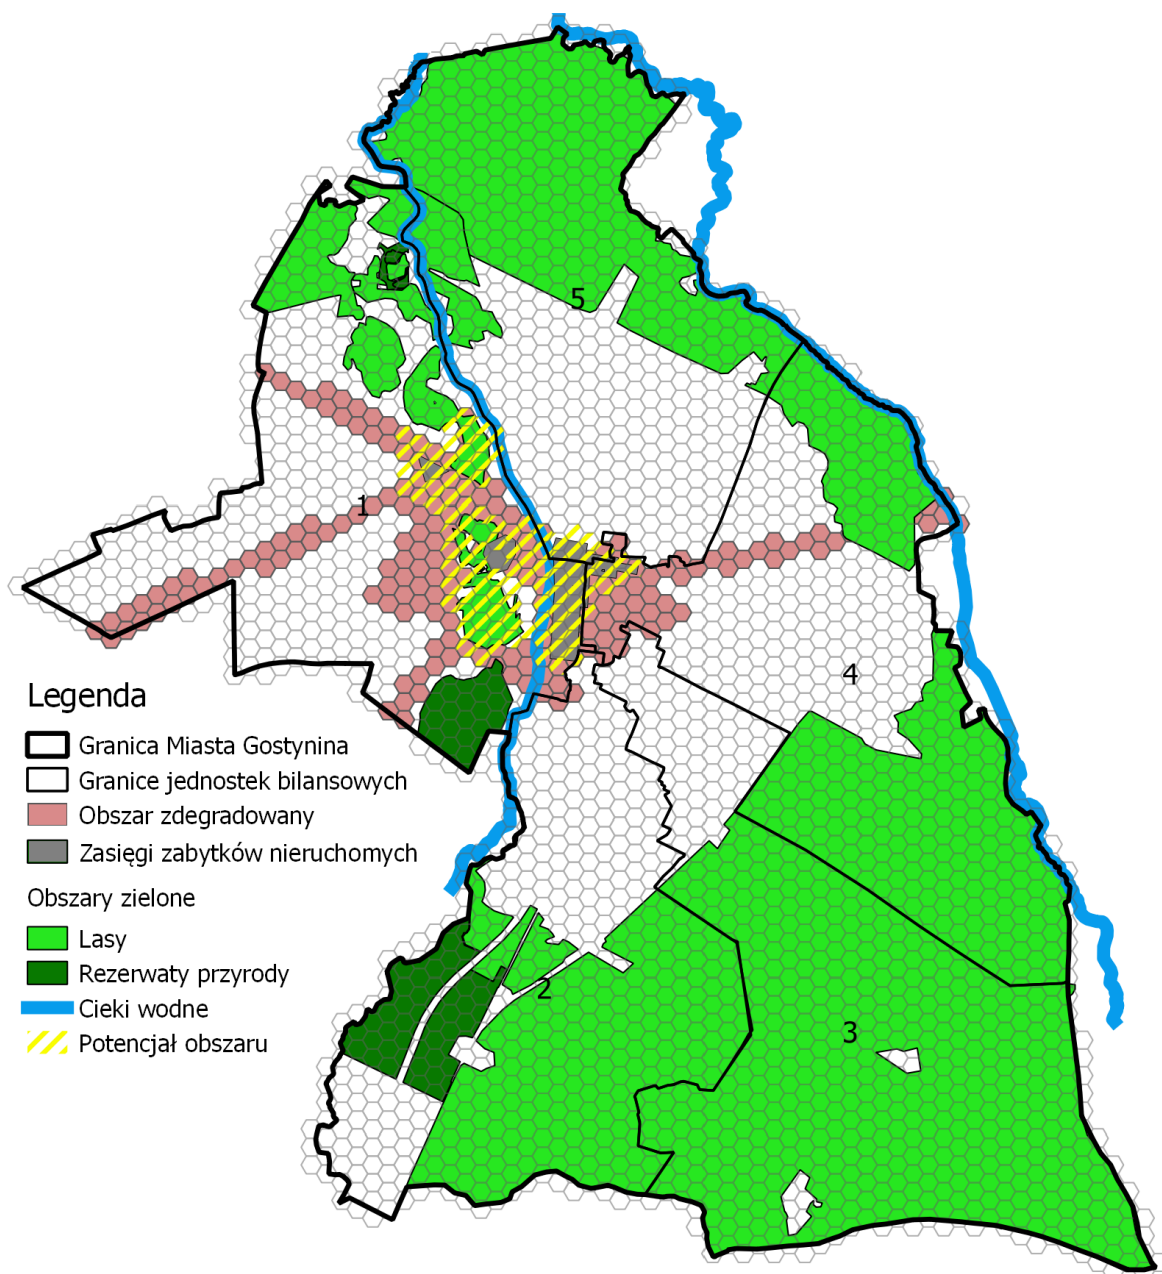 5
1
4
Legenda
Granica Miasta Gostynina
Granice jednostek bilansowych
Obszar zdegradowany
Zasięgi zabytków nieruchomych
Obszary zielone
Lasy
Rezerwaty przyrody
Cieki wodne
Potencjał obszaru
2
3